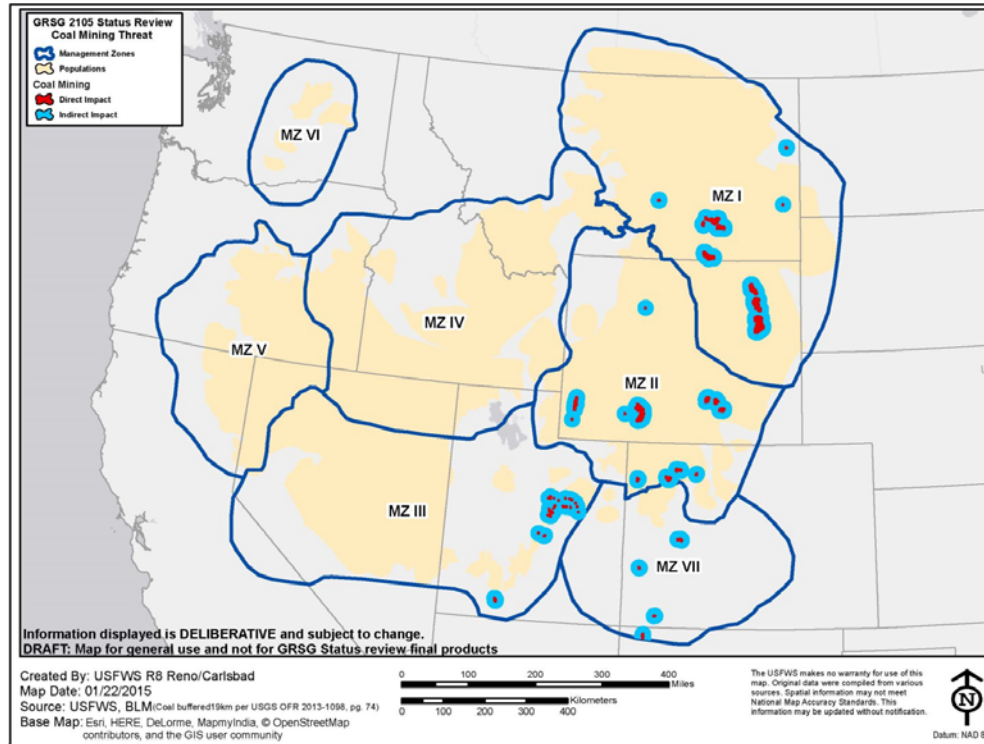 GRSG 2105 Status Review
Coal Mining Threat
Management Zones
Populations
Coal Mining
Direct Impact
Indirect Impact
MZ VI
MZ I
MZ IV
MZ V
MZ II
MZ III
MZ VII
Information displayed is DELIBERATIVE and subject to change.
DRAFT: Map for general use and not for GRSG Status review final products
Created By: USFWS R8 Reno/Carlsbad
Map Date: 01/22/2015
Source: USFWS, BLM(Coal buffered19km per USGS OFR 2013-1098, pg. 74)
Base Map: Esri, HERE, DeLorme, MapmyIndia, © OpenStreetMap
contributors, and the GIS user community
0 100 200 300 400
Miles
Kilometers
0 100 200 300 400
The USFWS makes no warranty for use of this
map. Original data were compiled from various
sources. Spatial information may not meet
National Map Accuracy Standards. This
information may be updated without notification.
N
Datum: NAD 8